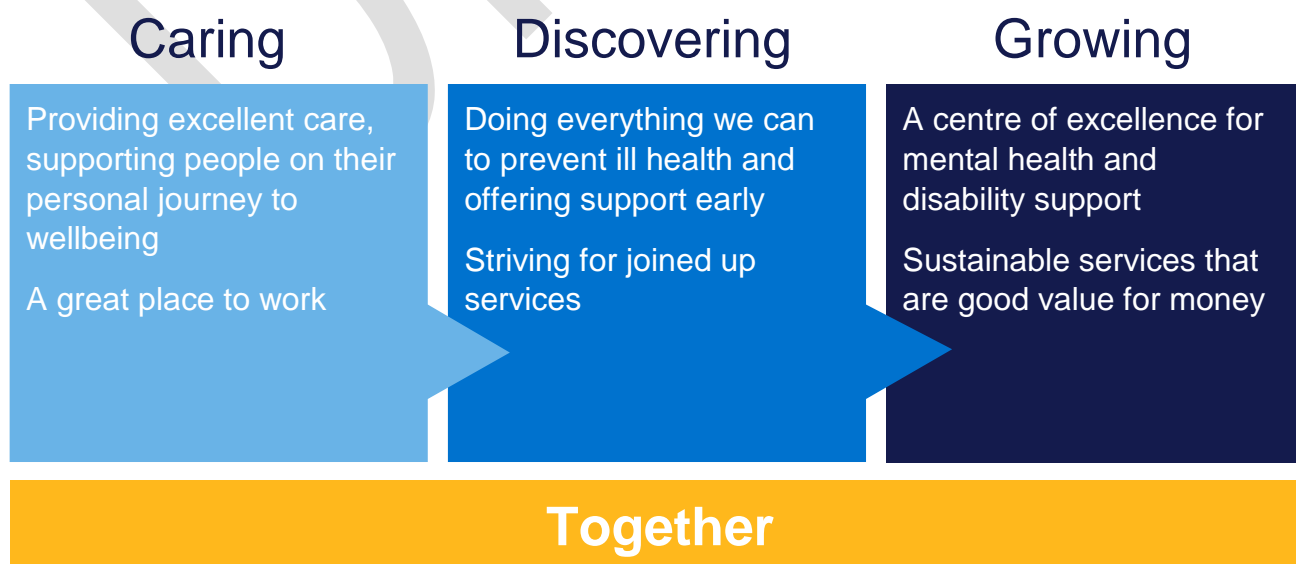 Caring
Providing excellent care,
supporting people on their
personal journey to
wellbeing
A great place to work
Discovering
Doing everything we can
to prevent ill health and
offering support early
Striving for joined up
services
Growing
A centre of excellence for
mental health and
disability support
Sustainable services that
are good value for money
Together